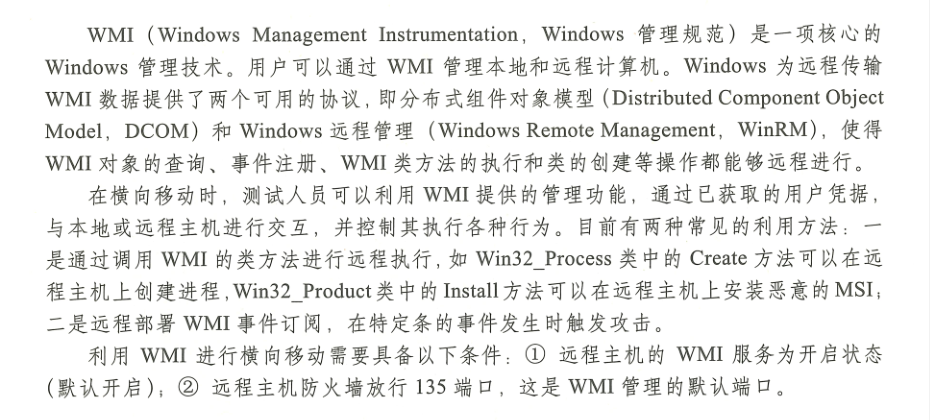 WMI（Windows Management Instrumentation，Windows 管理规范）是一项核心的
Windows 管理技术。用户可以通过 WMI 管理本地和远程计算机。Windows 为远程传输
WMI 数据提供了两个可用的协议，即分布式组件对象模型（Distributed Component Object
Model，DCOM）和 Windows 远程管理（Windows Remote Management，WinRM），使得
WMI 对象的查询、事件注册、WMI 类方法的执行和类的创建等操作都能够远程进行。
在横向移动时，测试人员可以利用 WMI 提供的管理功能，通过已获取的用户凭据，
与本地或远程主机进行交互，并控制其执行各种行为。目前有两种常见的利用方法：一
是通过调用 WMI 的类方法进行远程执行，如 Win32_Process 类中的 Create 方法可以在远
程主机上创建进程，Win32_Product 类中的 Install 方法可以在远程主机上安装恶意的 MSI；
二是远程部署 WMI 事件订阅，在特定条的事件发生时触发攻击。
利用 WMI 进行横向移动需要具备以下条件：① 远程主机的 WMI 服务为开启状态
（默认开启）；② 远程主机防火墙放行 135 端口，这是 WMI 管理的默认端口。